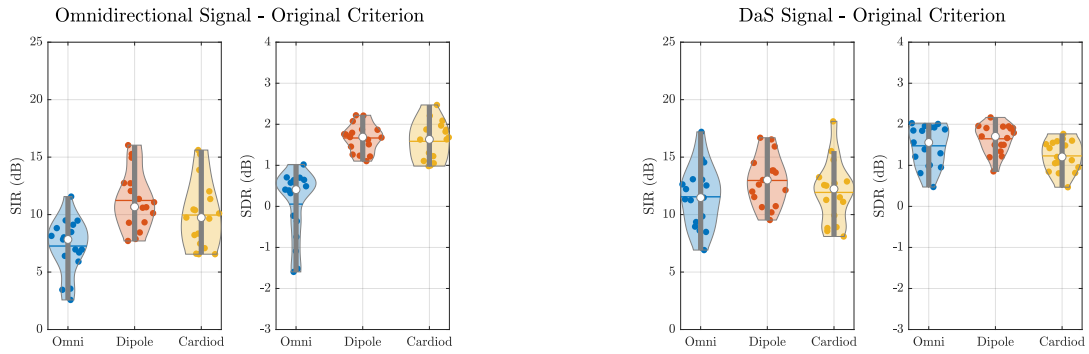 Omnidirectional Signal - Original Criterion
DaS Signal - Original Criterion
25
20
15
10
5
0
SIR (dB)
Omni Dipole Cardiod
4
3
2
1
0
-1
-2
-3
SDR (dB)
Omni Dipole Cardiod
25
20
15
10
5
0
SIR (dB)
Omni Dipole Cardiod
4
3
2
1
0
-1
-2
-3
SDR (dB)
Omni Dipole Cardiod